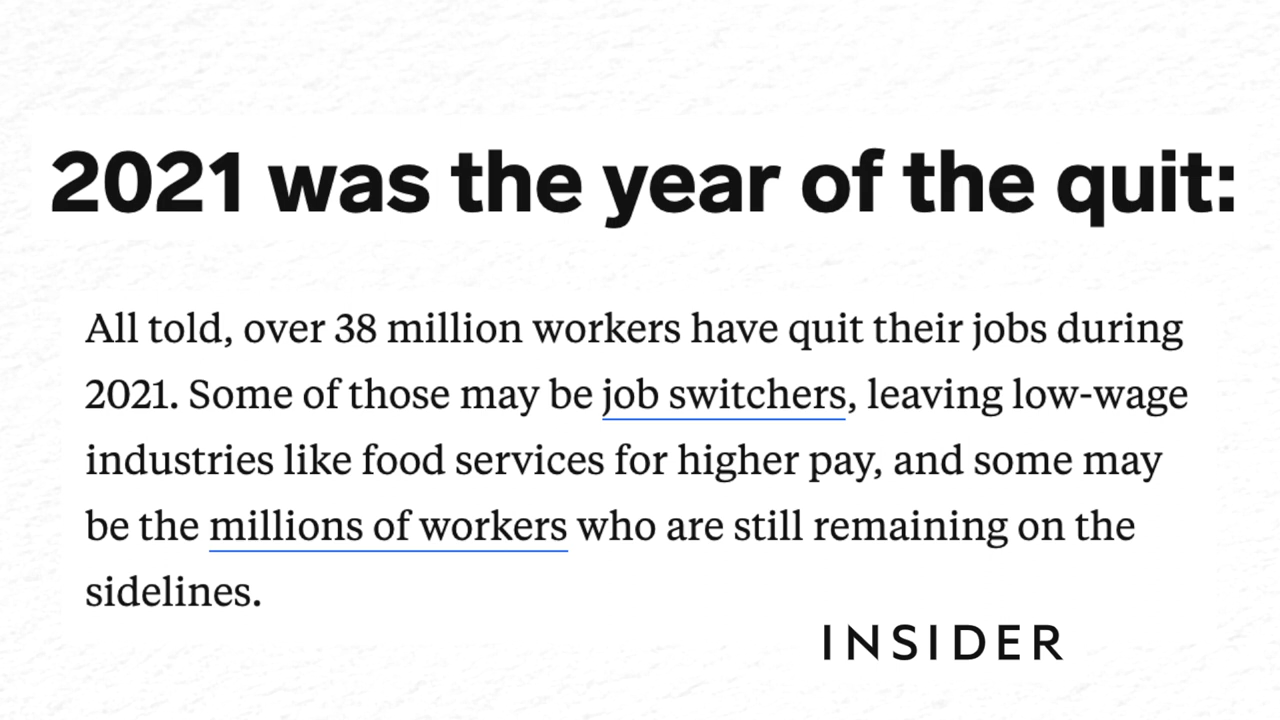 2021 was the year of the quit:
All told, over 38 million workers have quit their jobs during
2021. Some of those may be job switchers, leaving low-wage
industries like food services for higher pay, and some may
be the millions of workers who are still remaining on the
sidelines.
INSIDER